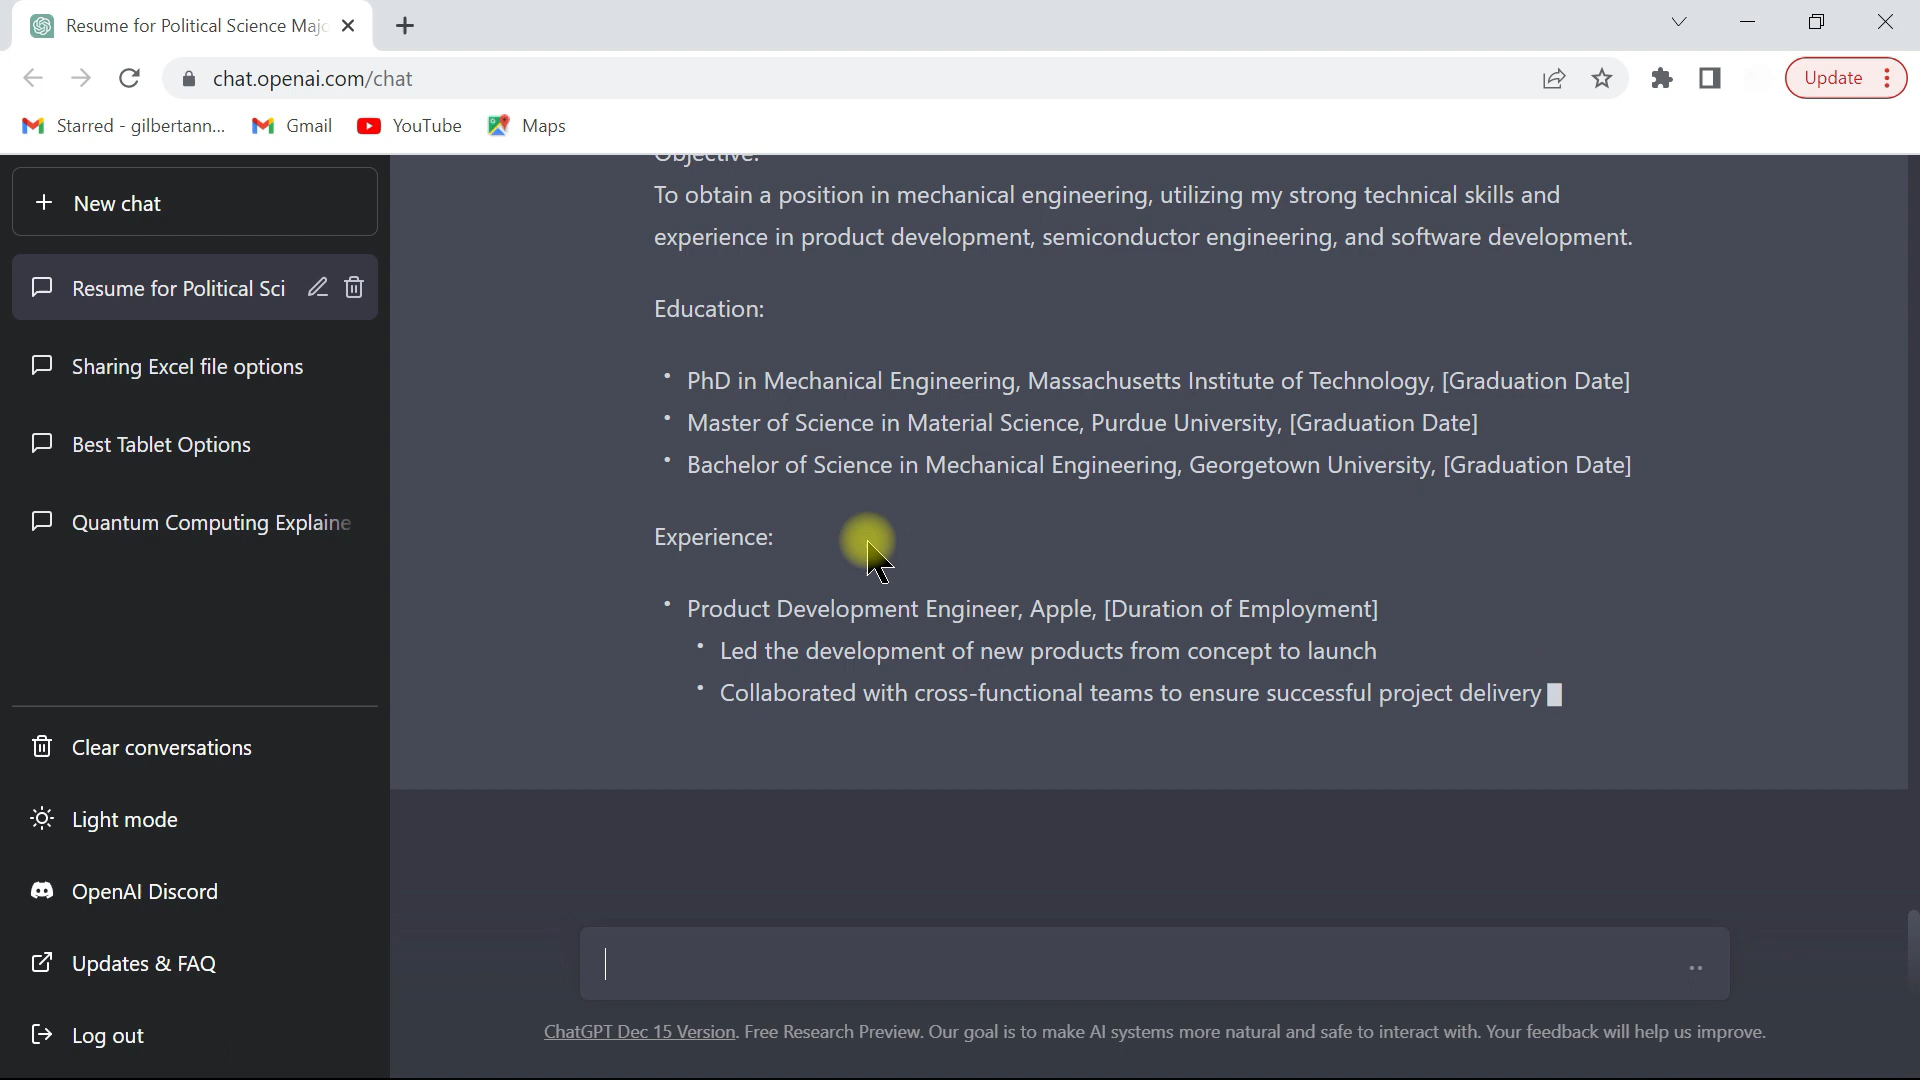 Resume for Political Science Majo
chat.openai.com/chat
Update
Starred - gilbertann...
Gmail
YouTube
Maps
New chat
Resume for Political Sci
Sharing Excel file options
Best Tablet Options
Quantum Computing Explaine
Clear conversations
Light mode
OpenAI Discord
Updates & FAQ
Log out
Objective:
To obtain a position in mechanical engineering, utilizing my strong technical skills and
experience in product development, semiconductor engineering, and software development.
Education:
• PhD in Mechanical Engineering, Massachusetts Institute of Technology, [Graduation Date]
• Master of Science in Material Science, Purdue University, [Graduation Date]
• Bachelor of Science in Mechanical Engineering, Georgetown University, [Graduation Date]
Experience:
• Product Development Engineer, Apple, [Duration of Employment]
• Led the development of new products from concept to launch
• Collaborated with cross-functional teams to ensure successful project delivery
ChatGPT Dec 15 Version. Free Research Preview. Our goal is to make AI systems more natural and safe to interact with. Your feedback will help us improve.